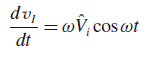 dv_I/dt = ωV̂_i cos ωt